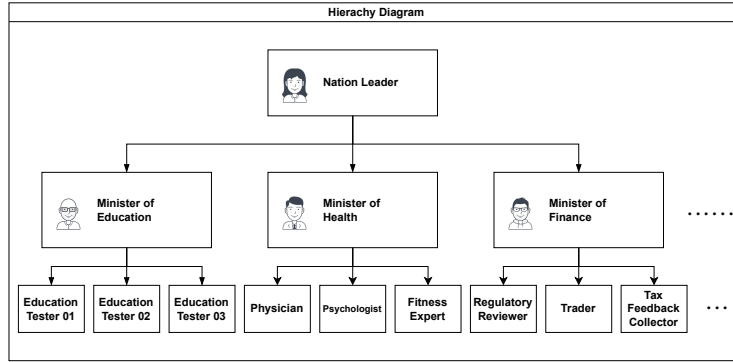 Hierachy Diagram
Nation Leader
Minister of
Education
Minister of
Health
Minister of
Finance
......
Education
Tester 01
Education
Tester 02
Education
Tester 03
Physician
Psychologist
Fitness
Expert
Regulatory
Reviewer
Trader
Tax
Feedback
Collector
...